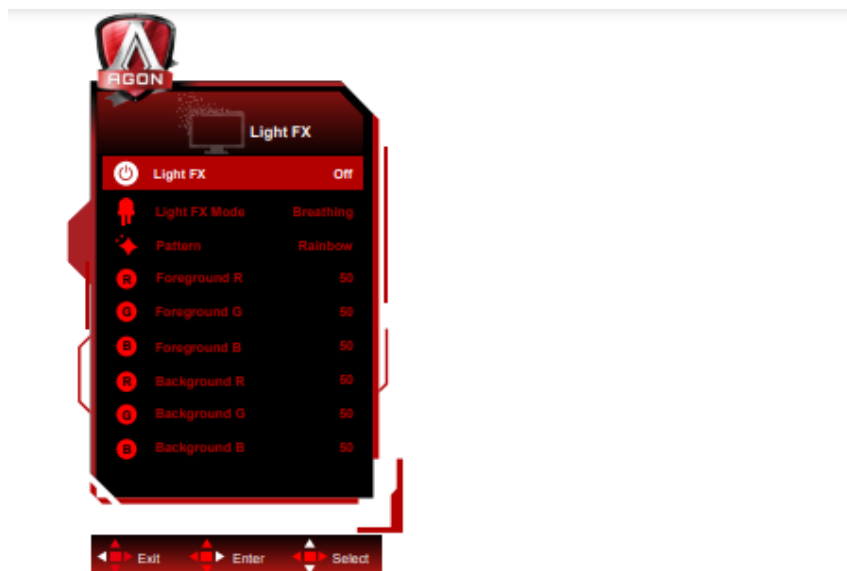 AGON
Light FX
Light FX Off
Light FX Mode Breathing
Pattern Rainbow
R Foreground R 50
G Foreground G 50
B Foreground B 50
R Background R 50
G Background G 50
B Background B 50
Exit Enter Select